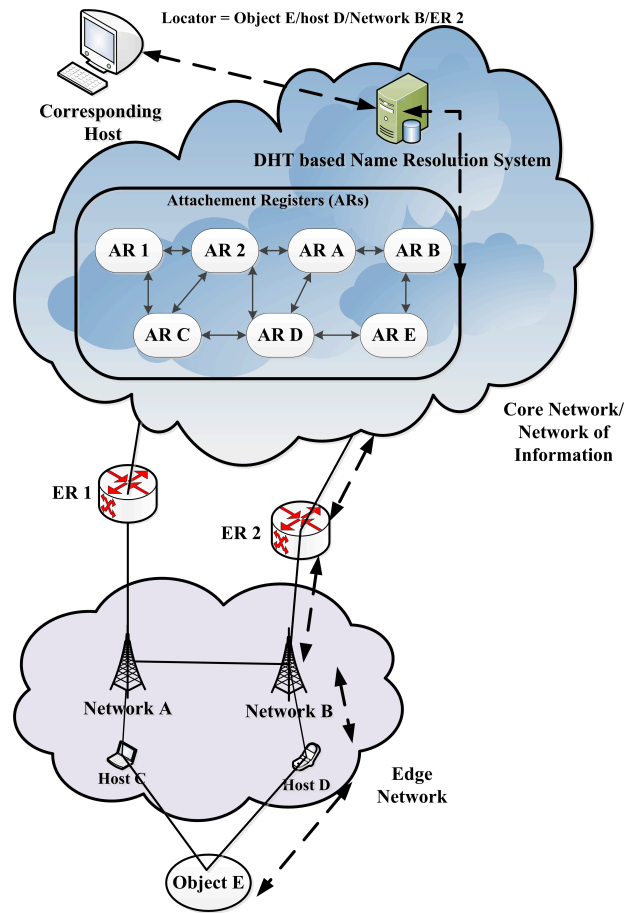 Locator = Object E/host D/Network B/ER 2
Corresponding
Host
DHT based Name Resolution System
Attachement Registers (ARs)
AR 1
AR 2
AR A
AR B
AR C
AR D
AR E
Core Network/
Network of
Information
ER 1
ER 2
Network A
Network B
Host C
Host D
Edge
Network
Object E